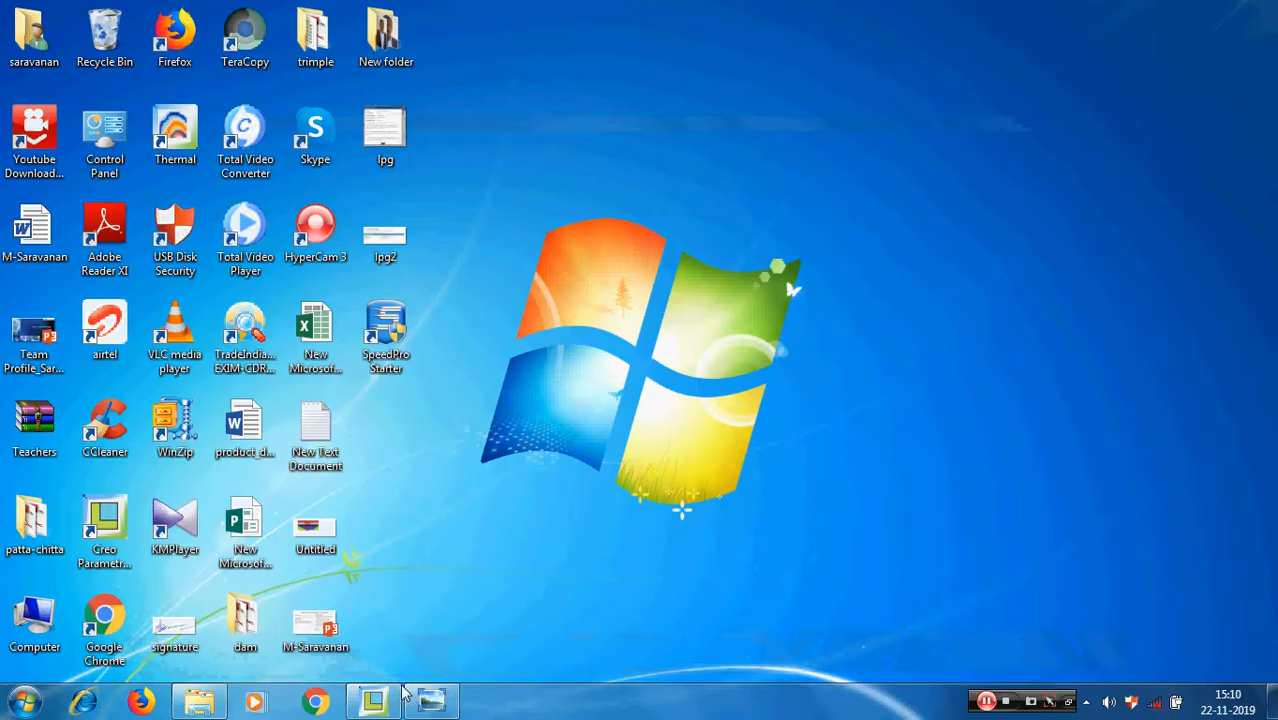 saravanan
Recycle Bin
Firefox
TeraCopy
trimple
New folder
Youtube
Download...
Control
Panel
Thermal
Total Video
Converter
Skype
lpg
M-Saravanan
Adobe
Reader XI
USB Disk
Security
Total Video
Player
HyperCam 3
lpg2
Team
Profile_Sar...
airtel
VLC media
player
TradeIndia...
EXIM-CDR...
New
Microsof...
SpeedPro
Starter
Teachers
CCleaner
WinZip
product_d...
New Text
Document
patta-chitta
Creo
Parametr...
KMPlayer
New
Microsof...
Untitled
Computer
Google
Chrome
signature
dam
M-Saravanan
15:10
22-11-2019